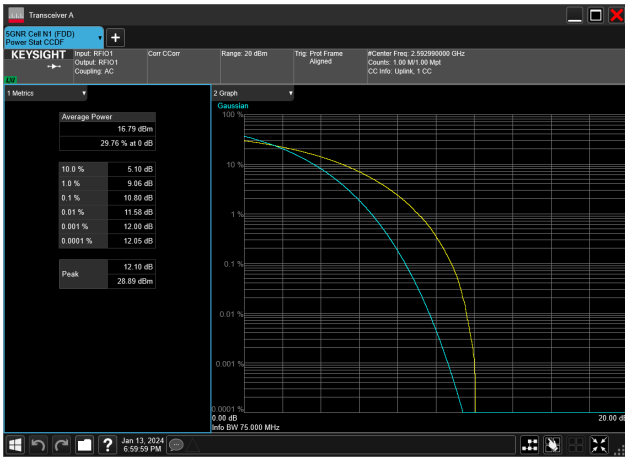 Transceiver A
5GNR Cell N1 (FDD)
Power Stat CCDF
KEYSIGHT
LXI
Input: RFIO1
Output: RFIO1
Coupling: AC
Corr CCorr
Range: 20 dBm
Trig: Prot Frame
Aligned
#Center Freq: 2.592990000 GHz
Counts: 1.00 M/1.00 Mpt
CC Info: Uplink, 1 CC
1 Metrics
Average Power
16.79 dBm
29.76 % at 0 dB
10.0 % 5.10 dB
1.0 % 9.06 dB
0.1 % 10.80 dB
0.01 % 11.58 dB
0.001 % 12.00 dB
0.0001 % 12.05 dB
Peak
12.10 dB
28.89 dBm
2 Graph
Gaussian
100 %
10 %
1 %
0.1 %
0.01 %
0.001 %
0.0001 %
0.00 dB
20.00 dB
Info BW 75.000 MHz
?
Jan 13, 2024
6:59:59 PM